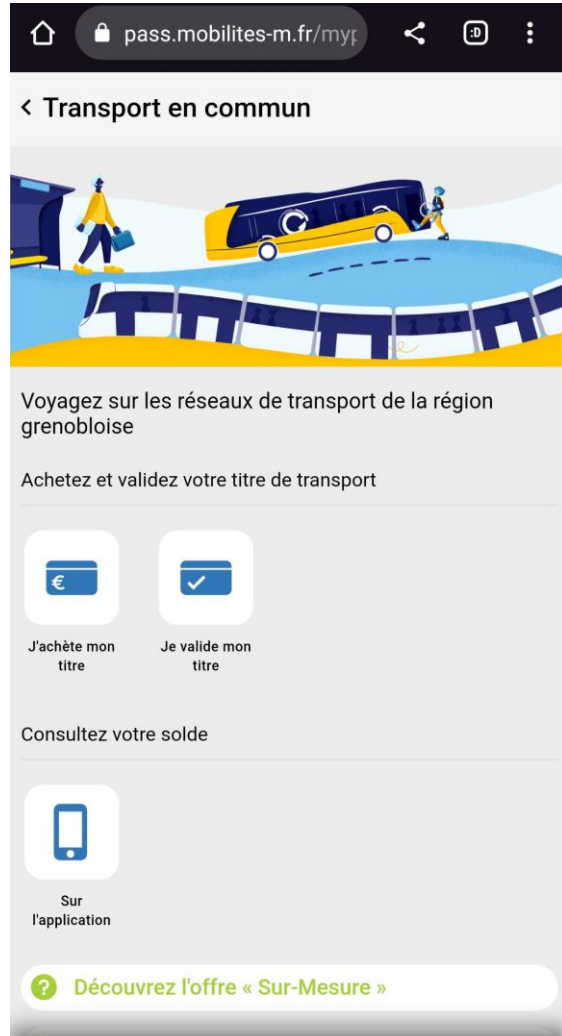 pass.mobilites-m.fr/myp
:D
Transport en commun
Voyagez sur les réseaux de transport de la région
grenobloise
Achetez et validez votre titre de transport
€
J'achète mon
titre
Je valide mon
titre
Consultez votre solde
Sur
l'application
? Découvrez l'offre « Sur-Mesure »